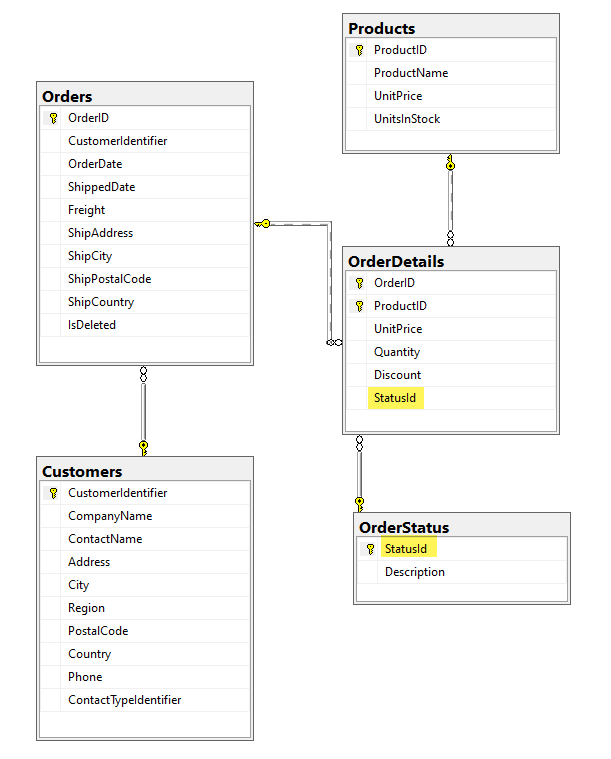 Products
ProductID
ProductName
UnitPrice
UnitsInStock
Orders
OrderID
CustomerIdentifier
OrderDate
ShippedDate
Freight
ShipAddress
ShipCity
ShipPostalCode
ShipCountry
IsDeleted
OrderDetails
OrderID
ProductID
UnitPrice
Quantity
Discount
StatusId
Customers
CustomerIdentifier
CompanyName
ContactName
Address
City
Region
PostalCode
Country
Phone
ContactTypeIdentifier
OrderStatus
StatusId
Description